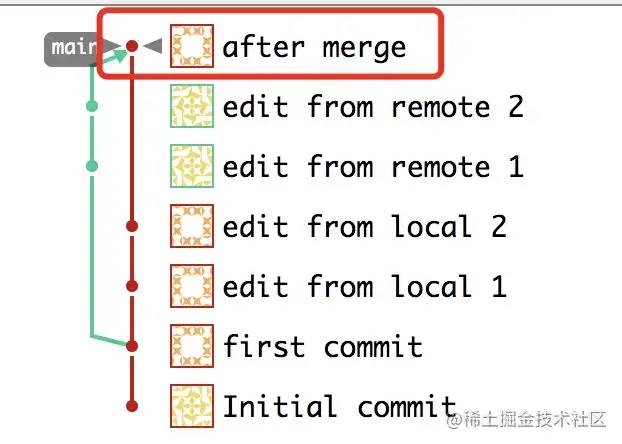 main
after merge
edit from remote 2
edit from remote 1
edit from local 2
edit from local 1
first commit
Initial commit
@稀土掘金技术社区